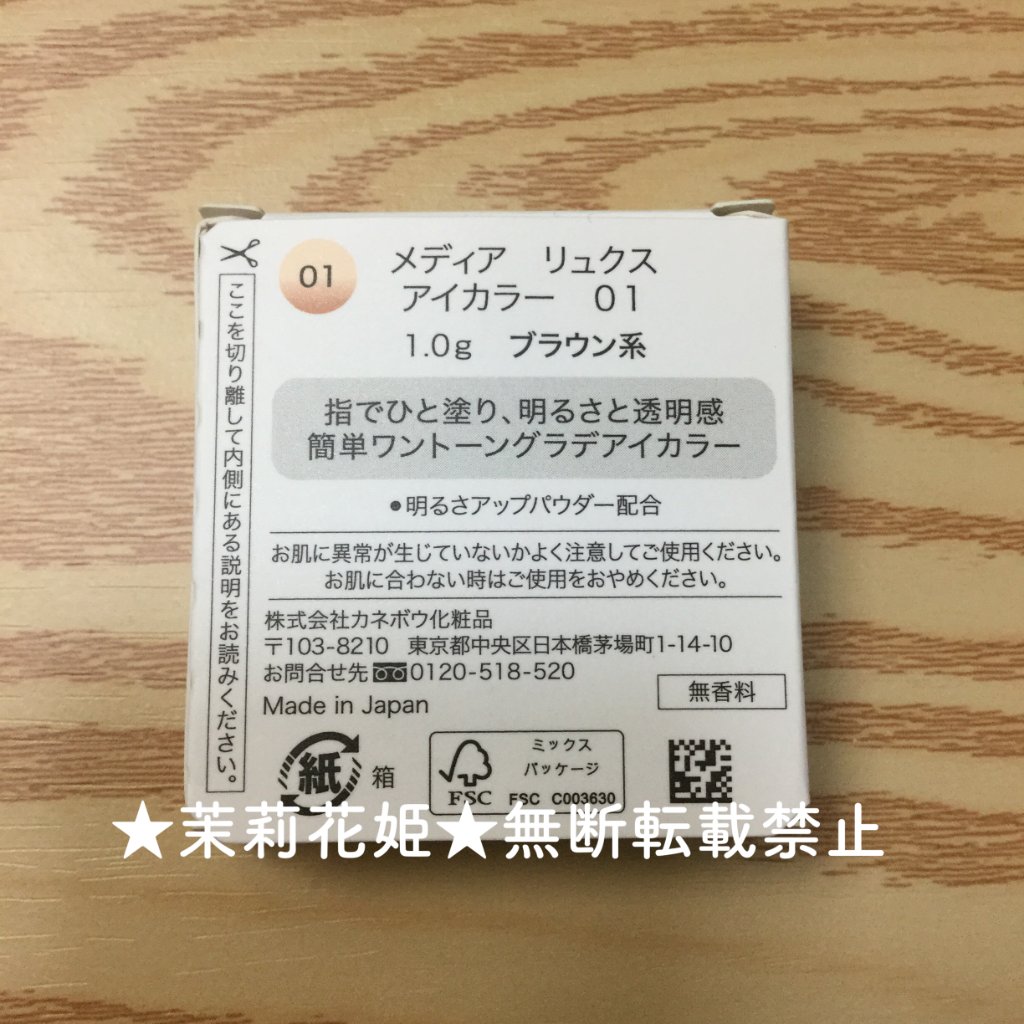 01
メディア　リュクス
アイカラー　01
1.0g　ブラウン系
指でひと塗り、明るさと透明感
簡単ワントーングラデアイカラー
●明るさアップパウダー配合
お肌に異常が生じていないかよく注意してご使用ください。
お肌に合わない時はご使用をおやめください。
株式会社カネボウ化粧品
〒103-8210　東京都中央区日本橋茅場町1-14-10
お問合せ先 0120-518-520
無香料
Made in Japan
ここを切り離して内側にある説明をお読みください。
紙 箱
FSC
ミックス
パッケージ
FSC C003630
★茉莉花姫★無断転載禁止